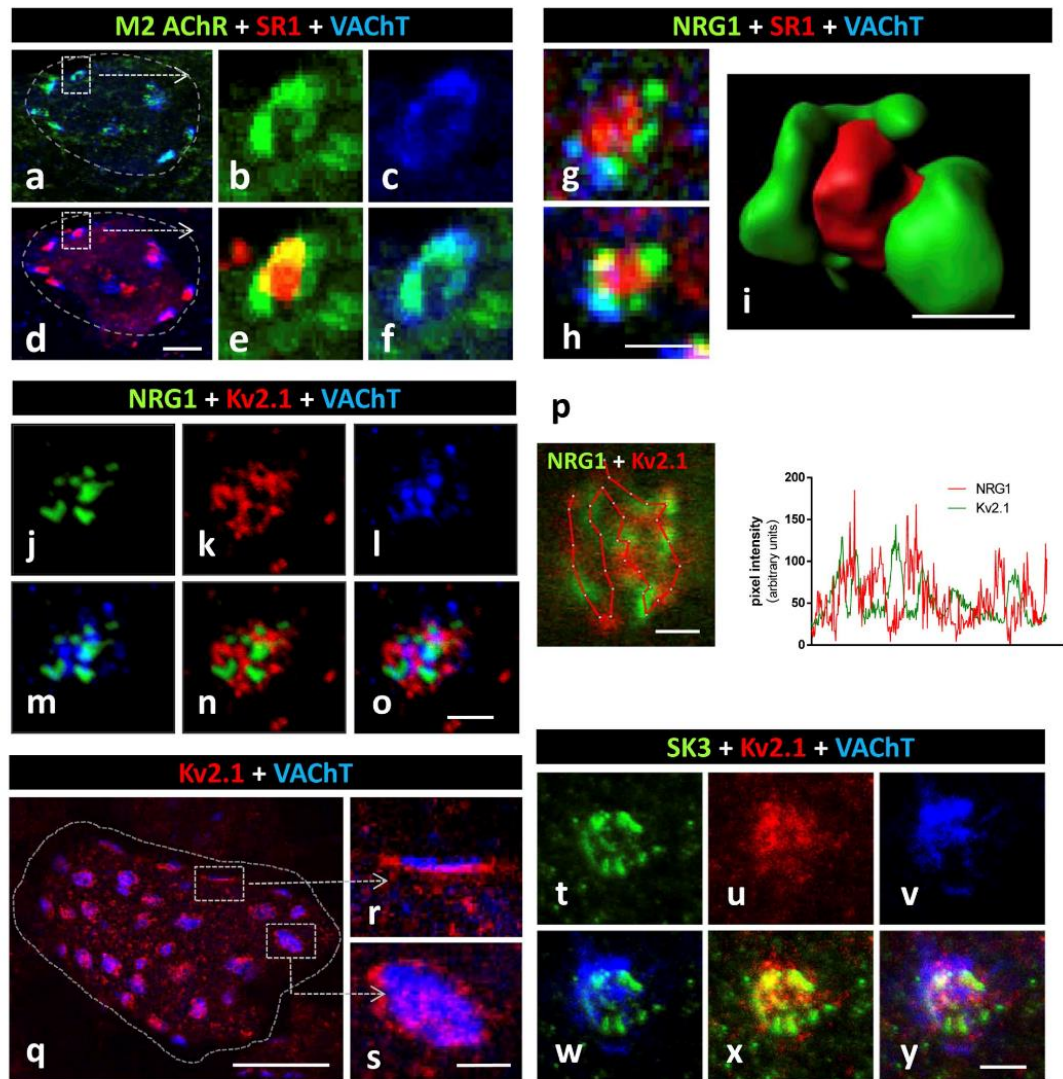 M2 AChR + SR1 + VAChT
a
b
c
d
e
f
NRG1 + SR1 + VAChT
g
h
i
NRG1 + Kv2.1 + VAChT
j
k
l
m
n
o
p
NRG1 + Kv2.1
200
150
100
50
0
pixel intensity
(arbitrary units)
NRG1
Kv2.1
Kv2.1 + VAChT
q
r
s
SK3 + Kv2.1 + VAChT
t
u
v
w
x
y